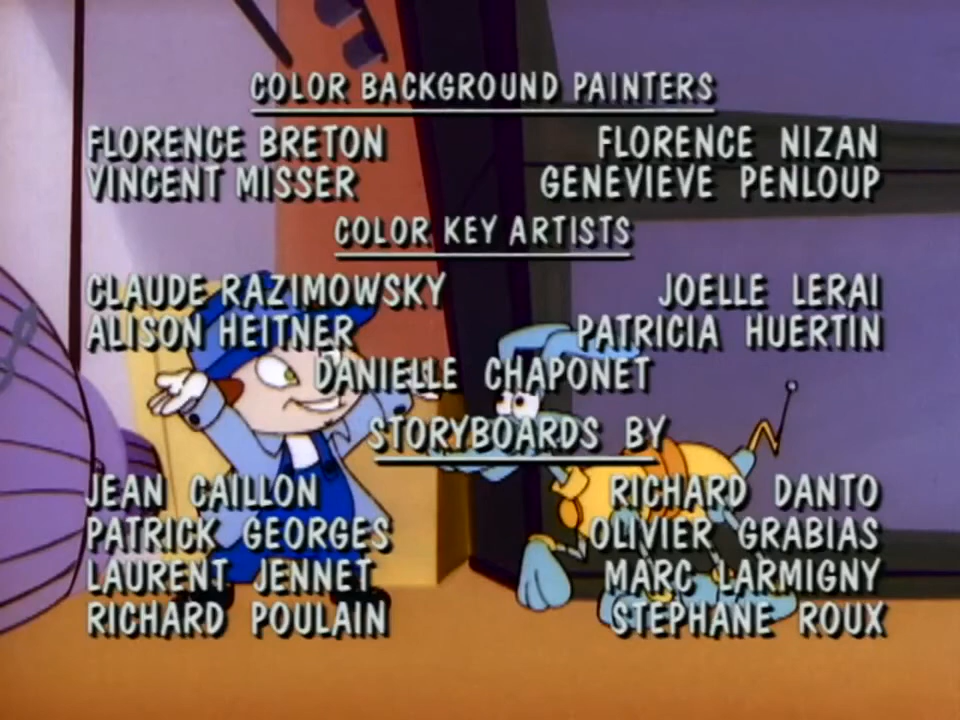 COLOR BACKGROUND PAINTERS
FLORENCE BRETON FLORENCE NIZAN
VINCENT MISSER GENEVIEVE PENLOUP
COLOR KEY ARTISTS
CLAUDE RAZIMOWSKY JOELLE LERAI
ALISON HEITNER PATRICIA HUERTIN
DANIELLE CHAPONET
STORYBOARDS BY
JEAN CAILLON RICHARD DANTO
PATRICK GEORGES OLIVIER GRABIAS
LAURENT JENNET MARC LARMIGNY
RICHARD POULAIN STEPHANE ROUX